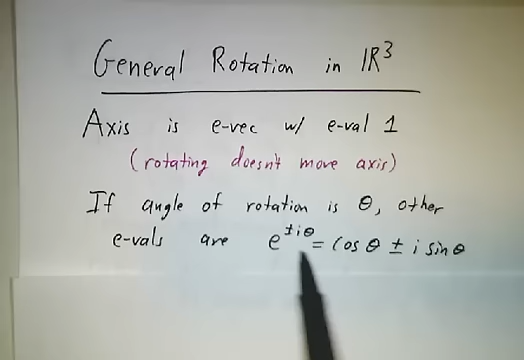 General Rotation in ℝ³
Axis is e-vec w/ e-val 1
(rotating doesn't move axis)
If angle of rotation is θ, other
e-vals are e^±iθ = cos θ ± i sin θ